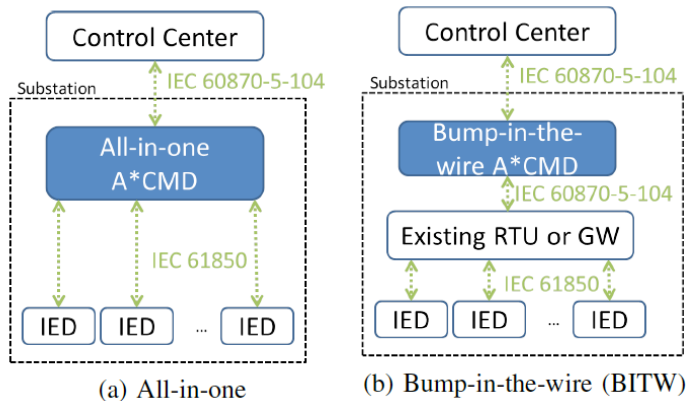 Control Center
IEC 60870-5-104
Substation
All-in-one
A*CMD
IEC 61850
IED IED ... IED
(a) All-in-one
Control Center
IEC 60870-5-104
Substation
Bump-in-the-
wire A*CMD
IEC 60870-5-104
Existing RTU or GW
IEC 61850
IED IED ... IED
(b) Bump-in-the-wire (BITW)